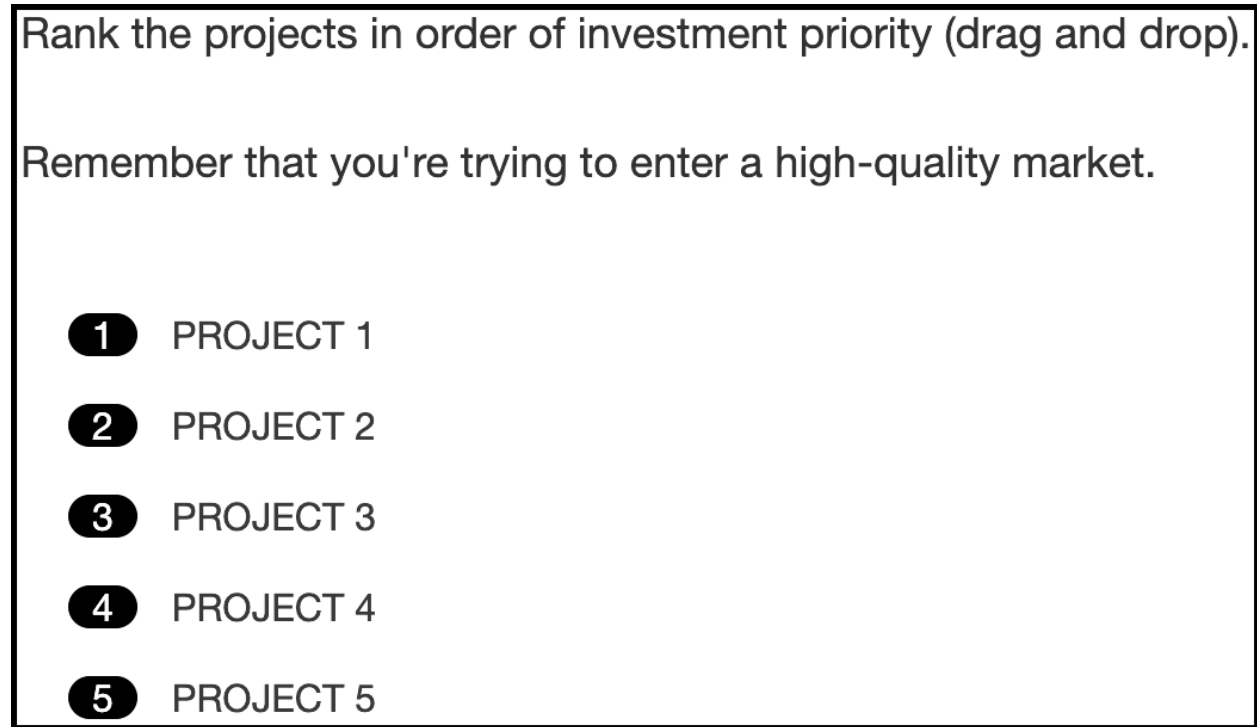 Rank the projects in order of investment priority (drag and drop).
Remember that you're trying to enter a high-quality market.
1 PROJECT 1
2 PROJECT 2
3 PROJECT 3
4 PROJECT 4
5 PROJECT 5